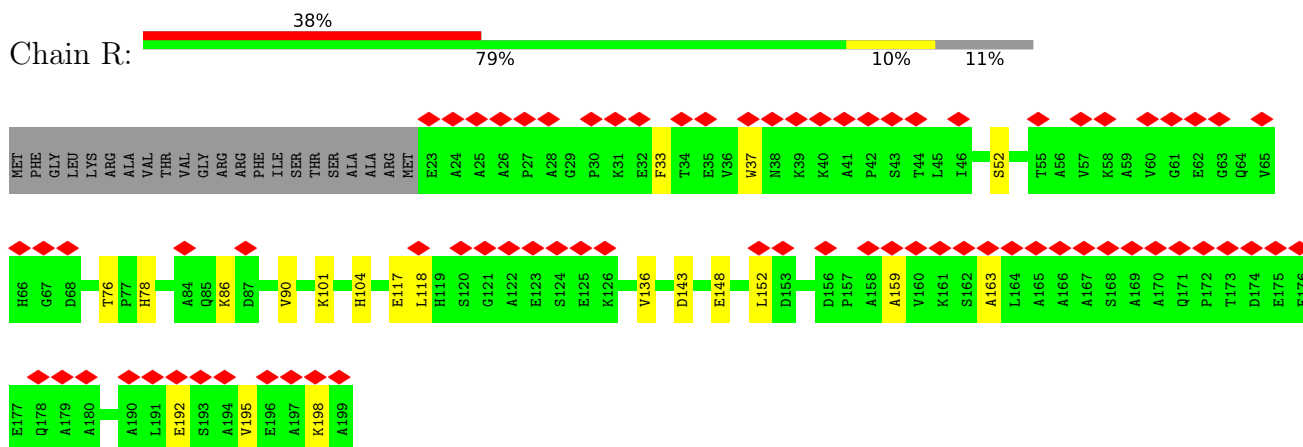 38%
Chain R:
79% 10% 11%
MET PHE GLY LEU LYS ARG ALA VAL THR VAL GLY ARG ARG PHE ILE SER THR SER ALA ALA ARG MET E23 A24 A25 A26 P27 A28 G29 P30 K31 E32 F33 T34 E35 V36 W37 N38 K39 K40 A41 P42 S43 T44 L45 I46 S52 T55 A56 V57 K58 A59 V60 G61 E62 G63 Q64 V65
H66 G67 D68 T76 P77 H78 A84 Q85 K86 D87 V90 K101 H104 E117 L118 H119 S120 G121 A122 E123 S124 E125 K126 V136 D143 E148 L152 D153 D156 P157 A158 A159 V160 K161 S162 A163 L164 A165 A166 A167 S168 A169 A170 Q171 P172 T173 D174 E175 E176
E177 Q178 A179 A180 A190 L191 E192 S193 A194 V195 E196 A197 K198 A199